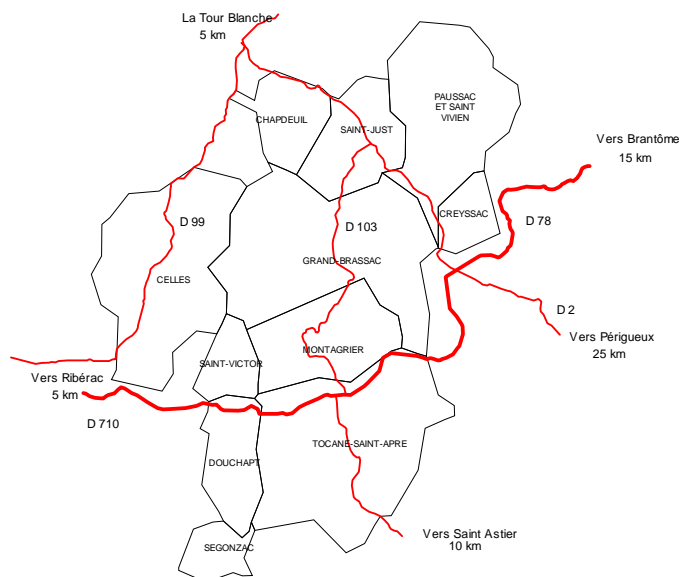 La Tour Blanche
5 km
PAUSSAC
ET SAINT
VIVIEN
CHAPDEUIL
SAINT-JUST
Vers Brantôme
15 km
CREYSSAC
D 99
D 103
D 78
GRAND-BRASSAC
CELLES
D 2
Vers Périgueux
25 km
MONTAGRIER
SAINT-VICTOR
Vers Ribérac
5 km
D 710
TOCANE-SAINT-APRE
DOUCHAPT
Vers Saint Astier
10 km
SEGONZAC